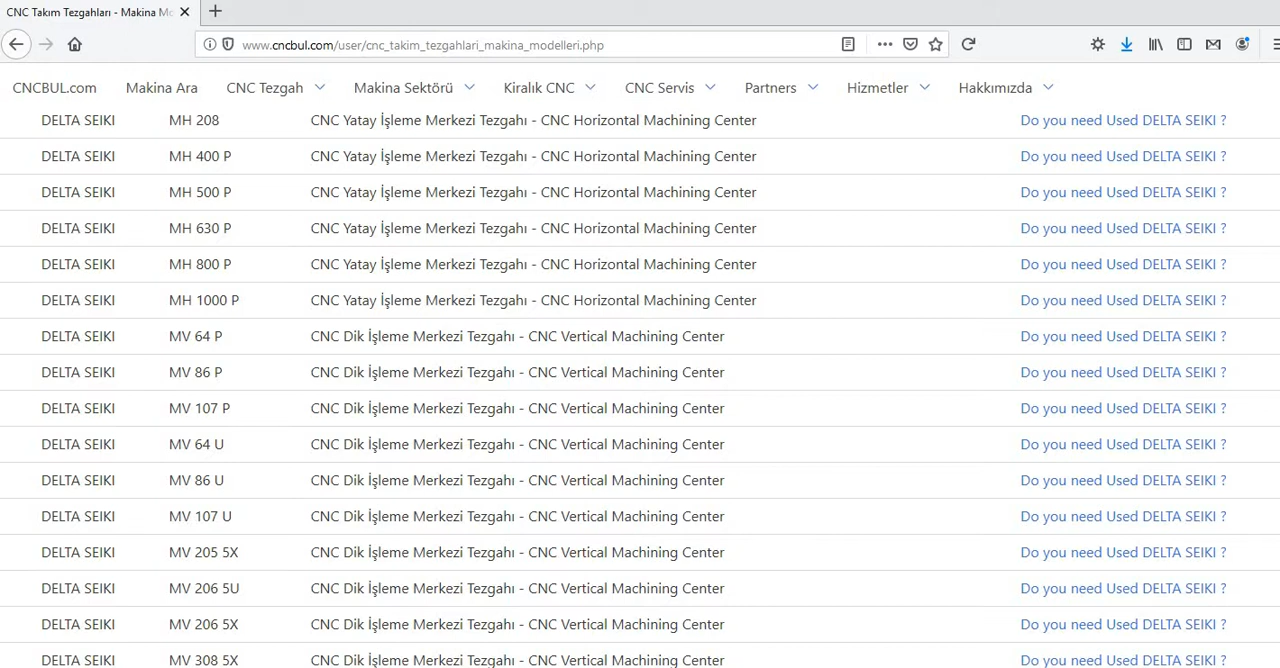 CNC Takım Tezgahları - Makina Mo
www.cncbul.com/user/cnc_takim_tezgahlari_makina_modelleri.php
CNCBUL.com Makina Ara CNC Tezgah Makina Sektörü Kiralık CNC CNC Servis Partners Hizmetler Hakkımızda
DELTA SEIKI MH 208 CNC Yatay İşleme Merkezi Tezgahı - CNC Horizontal Machining Center Do you need Used DELTA SEIKI ?
DELTA SEIKI MH 400 P CNC Yatay İşleme Merkezi Tezgahı - CNC Horizontal Machining Center Do you need Used DELTA SEIKI ?
DELTA SEIKI MH 500 P CNC Yatay İşleme Merkezi Tezgahı - CNC Horizontal Machining Center Do you need Used DELTA SEIKI ?
DELTA SEIKI MH 630 P CNC Yatay İşleme Merkezi Tezgahı - CNC Horizontal Machining Center Do you need Used DELTA SEIKI ?
DELTA SEIKI MH 800 P CNC Yatay İşleme Merkezi Tezgahı - CNC Horizontal Machining Center Do you need Used DELTA SEIKI ?
DELTA SEIKI MH 1000 P CNC Yatay İşleme Merkezi Tezgahı - CNC Horizontal Machining Center Do you need Used DELTA SEIKI ?
DELTA SEIKI MV 64 P CNC Dik İşleme Merkezi Tezgahı - CNC Vertical Machining Center Do you need Used DELTA SEIKI ?
DELTA SEIKI MV 86 P CNC Dik İşleme Merkezi Tezgahı - CNC Vertical Machining Center Do you need Used DELTA SEIKI ?
DELTA SEIKI MV 107 P CNC Dik İşleme Merkezi Tezgahı - CNC Vertical Machining Center Do you need Used DELTA SEIKI ?
DELTA SEIKI MV 64 U CNC Dik İşleme Merkezi Tezgahı - CNC Vertical Machining Center Do you need Used DELTA SEIKI ?
DELTA SEIKI MV 86 U CNC Dik İşleme Merkezi Tezgahı - CNC Vertical Machining Center Do you need Used DELTA SEIKI ?
DELTA SEIKI MV 107 U CNC Dik İşleme Merkezi Tezgahı - CNC Vertical Machining Center Do you need Used DELTA SEIKI ?
DELTA SEIKI MV 205 5X CNC Dik İşleme Merkezi Tezgahı - CNC Vertical Machining Center Do you need Used DELTA SEIKI ?
DELTA SEIKI MV 206 5U CNC Dik İşleme Merkezi Tezgahı - CNC Vertical Machining Center Do you need Used DELTA SEIKI ?
DELTA SEIKI MV 206 5X CNC Dik İşleme Merkezi Tezgahı - CNC Vertical Machining Center Do you need Used DELTA SEIKI ?
DELTA SEIKI MV 308 5X CNC Dik İşleme Merkezi Tezgahı - CNC Vertical Machining Center Do you need Used DELTA SEIKI ?